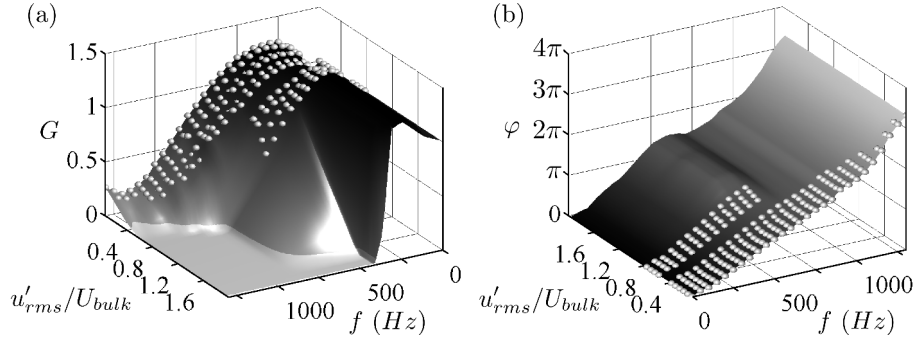 (a)
1.5
1
G
0.5
0
0.4
0.8
1.2
1.6
u'rms/Ubulk
1000
500
0
f (Hz)
(b)
4π
3π
φ
2π
π
0
1.6
1.2
0.8
0.4
u'rms/Ubulk
0
500
1000
f (Hz)